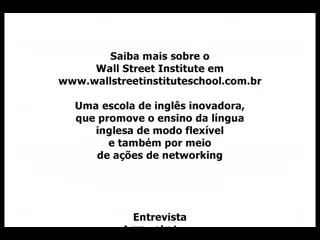 Saiba mais sobre o
Wall Street Institute em
www.wallstreetinstituteschool.com.br
Uma escola de inglês inovadora,
que promove o ensino da língua
inglesa de modo flexível
e também por meio
de ações de networking
Entrevista